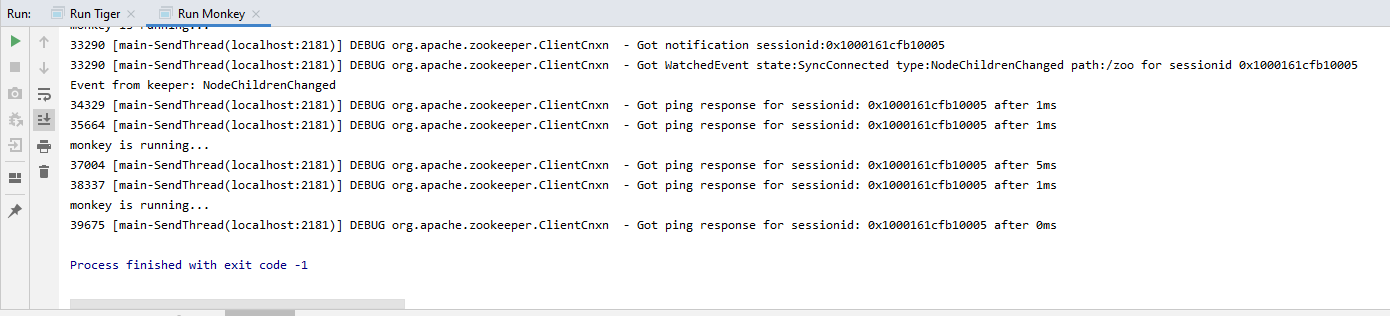 Run: Run Tiger Run Monkey
monkey is running...
33290 [main-SendThread(localhost:2181)] DEBUG org.apache.zookeeper.ClientCnxn  - Got notification sessionid:0x1000161cfb10005
33290 [main-SendThread(localhost:2181)] DEBUG org.apache.zookeeper.ClientCnxn  - Got WatchedEvent state:SyncConnected type:NodeChildrenChanged path:/zoo for sessionid 0x1000161cfb10005
Event from keeper: NodeChildrenChanged
34329 [main-SendThread(localhost:2181)] DEBUG org.apache.zookeeper.ClientCnxn  - Got ping response for sessionid: 0x1000161cfb10005 after 1ms
35664 [main-SendThread(localhost:2181)] DEBUG org.apache.zookeeper.ClientCnxn  - Got ping response for sessionid: 0x1000161cfb10005 after 1ms
monkey is running...
37004 [main-SendThread(localhost:2181)] DEBUG org.apache.zookeeper.ClientCnxn  - Got ping response for sessionid: 0x1000161cfb10005 after 5ms
38337 [main-SendThread(localhost:2181)] DEBUG org.apache.zookeeper.ClientCnxn  - Got ping response for sessionid: 0x1000161cfb10005 after 1ms
monkey is running...
39675 [main-SendThread(localhost:2181)] DEBUG org.apache.zookeeper.ClientCnxn  - Got ping response for sessionid: 0x1000161cfb10005 after 0ms
Process finished with exit code -1